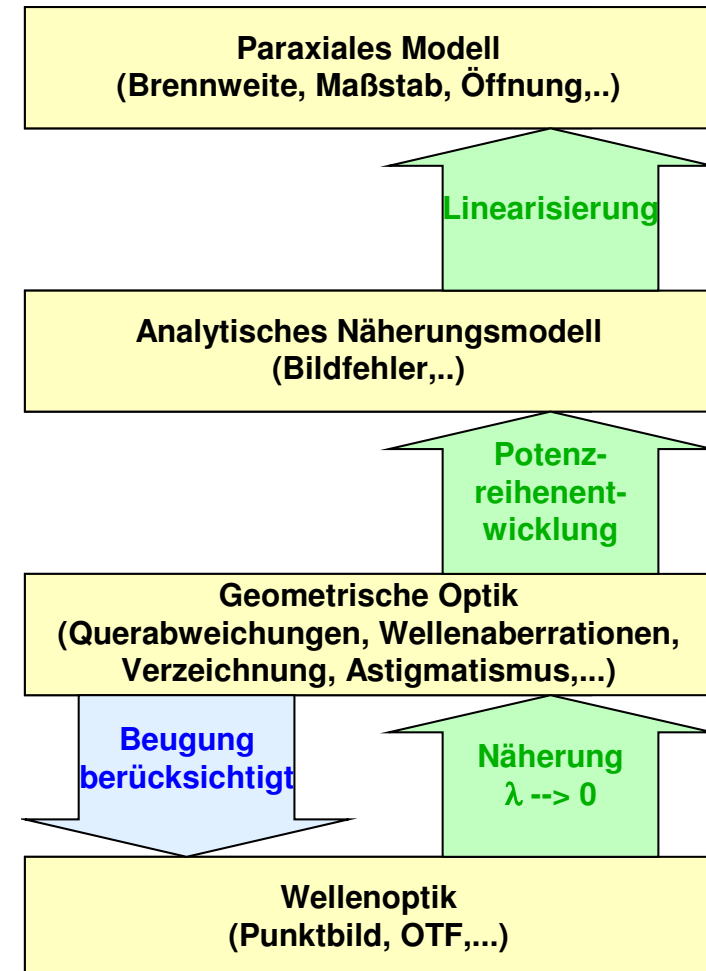 Paraxiales Modell
(Brennweite, Maßstab, Öffnung,..)
Linearisierung
Analytisches Näherungsmodell
(Bildfehler,..)
Potenz-
reihenent-
wicklung
Geometrische Optik
(Querabweichungen, Wellenaberrationen,
Verzeichnung, Astigmatismus,...)
Beugung
berücksichtigt
Näherung
λ --> 0
Wellenoptik
(Punktbild, OTF,...)